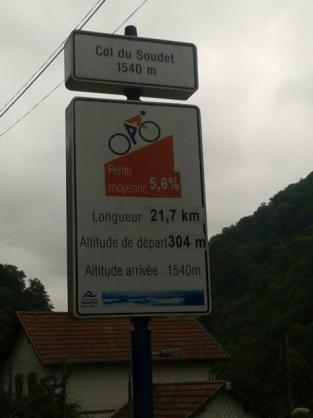 Col du Soudet
1540 m
Pente
moyenne 5,6%
Longueur 21,7 km
Altitude de départ 304 m
Altitude arrivée : 1540m